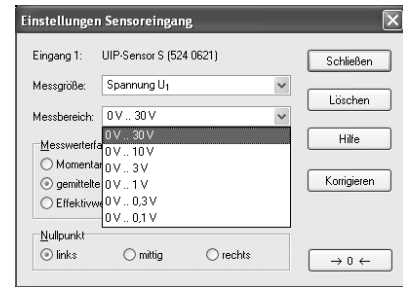 Einstellungen Sensoreingang
Eingang 1: UIP-Sensor S (524 0621)
Schließen
Messgröße: Spannung U1
Löschen
Messbereich: 0 V .. 30 V
0 V .. 30 V
Hilfe
0 V .. 10 V
0 V .. 3 V
gemittelte
0 V .. 1 V
Korrigieren
0 V .. 0,3 V
0 V .. 0,1 V
Nullpunkt
links mittig rechts
→ 0 ←